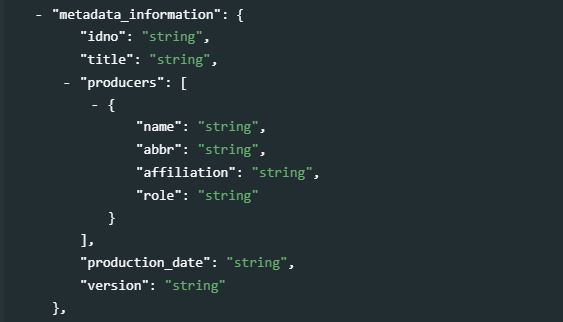 - "metadata_information": {
"idno": "string",
"title": "string",
- "producers": [
- {
"name": "string",
"abbr": "string",
"affiliation": "string",
"role": "string"
}
],
"production_date": "string",
"version": "string"
},